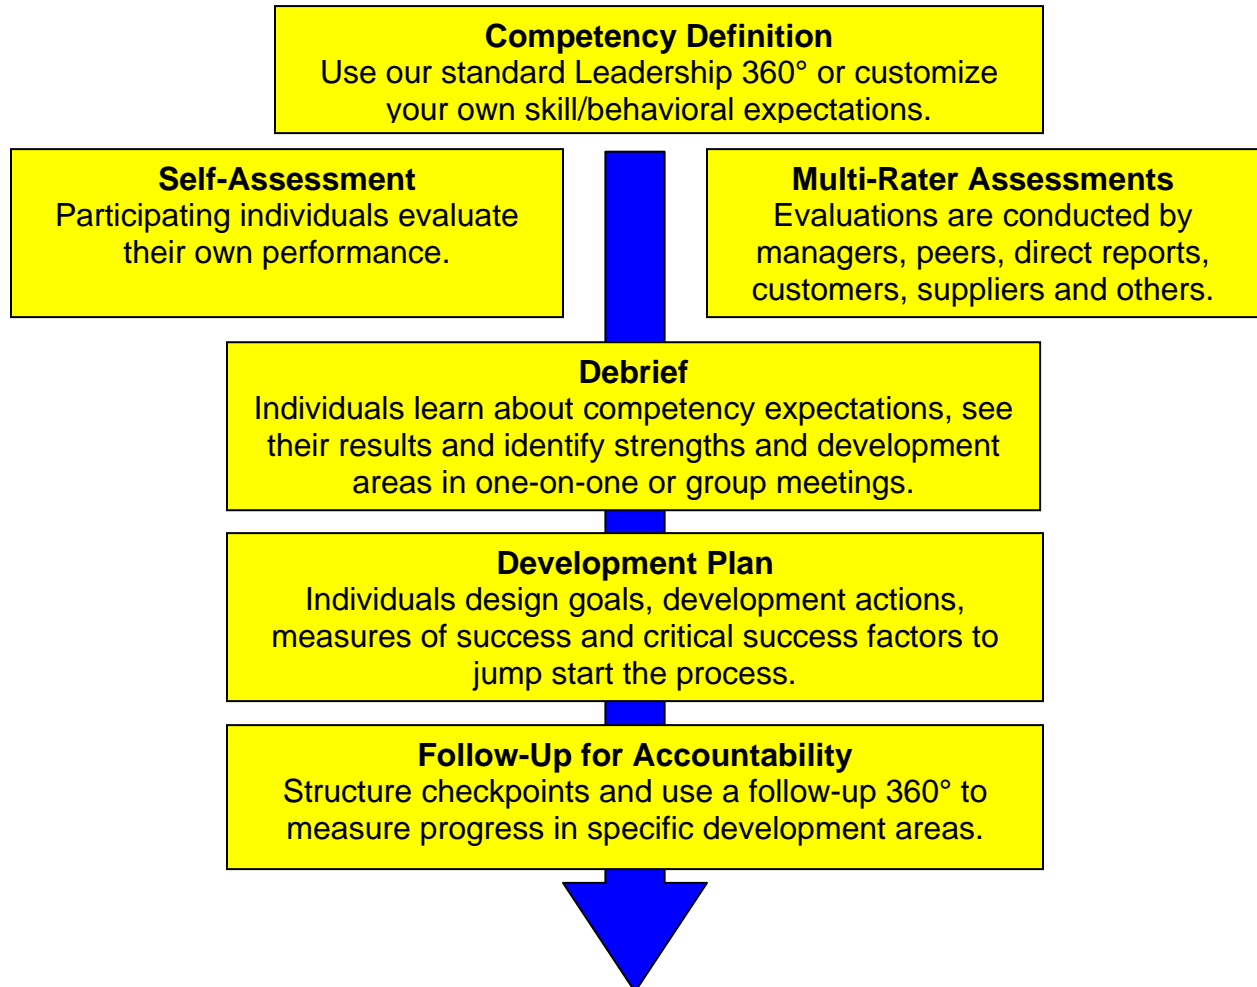 Competency Definition
Use our standard Leadership 360° or customize
your own skill/behavioral expectations.
Self-Assessment
Participating individuals evaluate
their own performance.
Multi-Rater Assessments
Evaluations are conducted by
managers, peers, direct reports,
customers, suppliers and others.
Debrief
Individuals learn about competency expectations, see
their results and identify strengths and development
areas in one-on-one or group meetings.
Development Plan
Individuals design goals, development actions,
measures of success and critical success factors to
jump start the process.
Follow-Up for Accountability
Structure checkpoints and use a follow-up 360° to
measure progress in specific development areas.